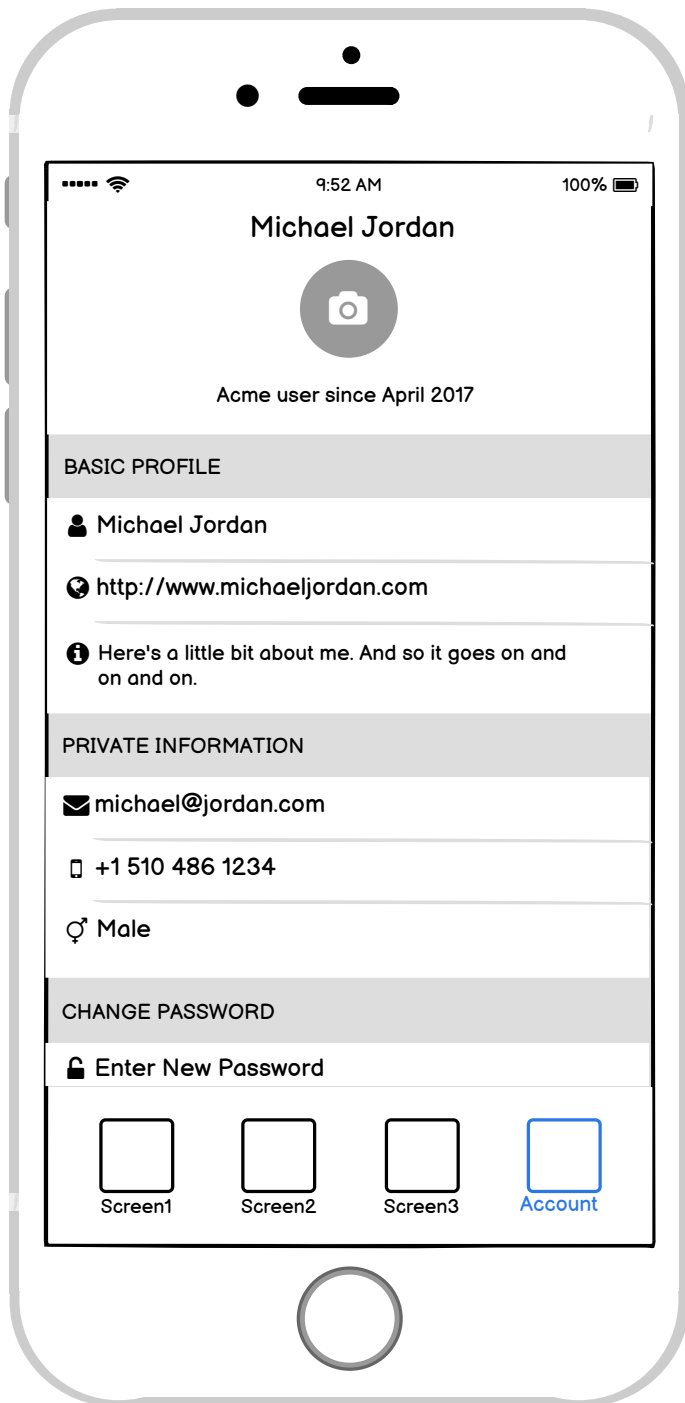 9:52 AM
100%
Michael Jordan
Acme user since April 2017
BASIC PROFILE
Michael Jordan
http://www.michaeljordan.com
Here's a little bit about me. And so it goes on and
on and on.
PRIVATE INFORMATION
michael@jordan.com
+1 510 486 1234
Male
CHANGE PASSWORD
Enter New Password
Screen1
Screen2
Screen3
Account